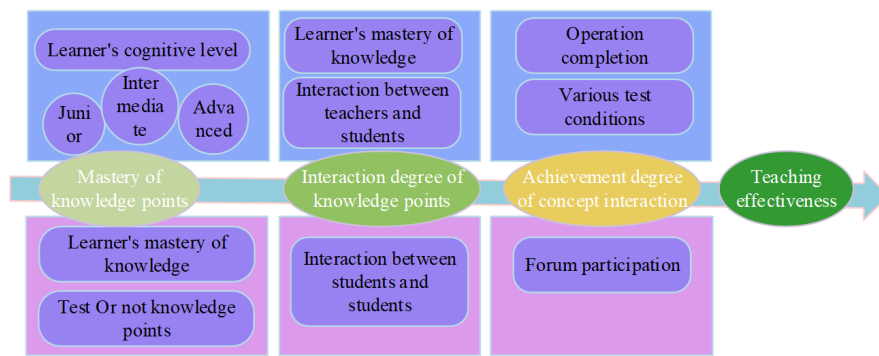 Learner's cognitive level
Juni
or
Inter
media
te
Advanced
Learner's mastery of
knowledge
Interaction between
teachers and
students
Operation
completion
Various test
conditions
Mastery of
knowledge points
Interaction degree of
knowledge points
Achievement degree
of concept interaction
Teaching
effectiveness
Learner's mastery of
knowledge
Test Or not knowledge
points
Interaction between
students and
students
Forum participation